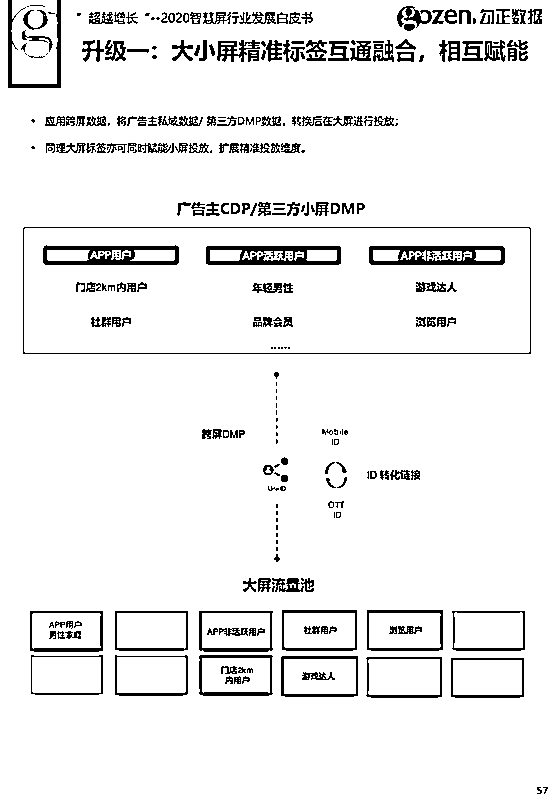 “ 超越增长 ”--2020智慧屏行业发展白皮书
gozen.勾正数据
升级一：大小屏精准标签互通融合，相互赋能
• 应用跨屏数据，将广告主私域数据/ 第三方DMP数据，转换后在大屏进行投放；
• 同理大屏标签亦可同时赋能小屏投放，扩展精准投放维度。
广告主CDP/第三方小屏DMP
APP用户 APP活跃用户 APP非活跃用户
门店2km内用户 年轻男性 游戏达人
社群用户 品牌会员 浏览用户
......
跨屏DMP
Mobile
ID
ID 转化链接
OTT
ID
大屏流量池
APP用户
男性家庭
APP非活跃用户 社群用户 浏览用户
门店2km
内用户
游戏达人
57